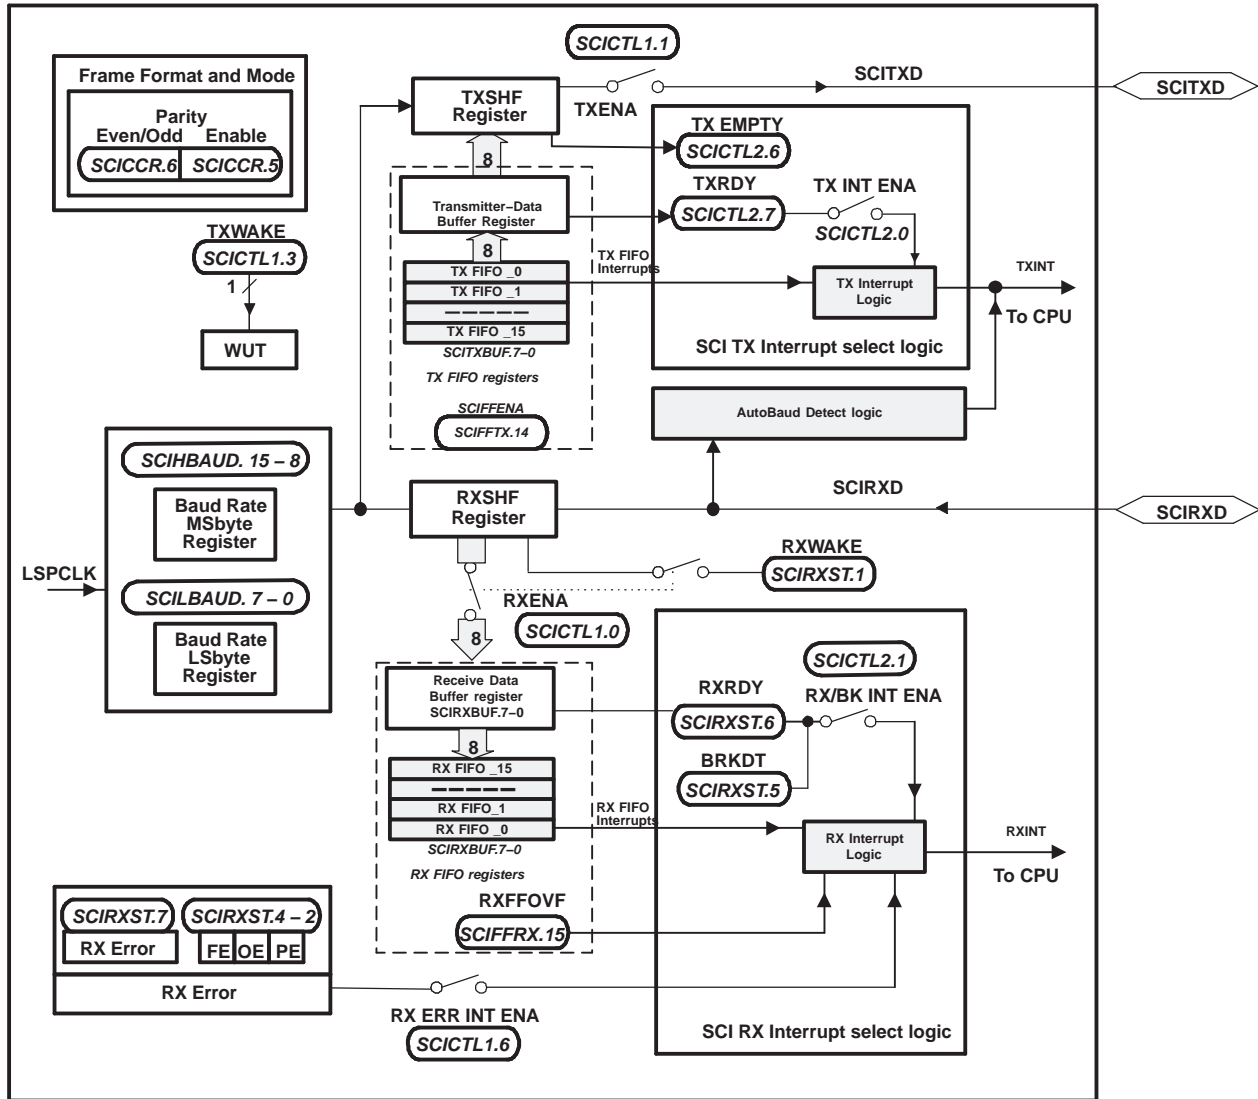 SCICTL1.1
Frame Format and Mode
Parity
Even/Odd Enable
SCICCR.6 SCICCR.5
TXSHF
Register
TXENA
SCITXD
SCITXD
TX EMPTY
SCICTL2.6
8
Transmitter–Data
Buffer Register
TXRDY
SCICTL2.7
TX INT ENA
SCICTL2.0
TXWAKE
SCICTL1.3
1
WUT
8
TX FIFO _0
TX FIFO _1
– – – – –
TX FIFO _15
SCITXBUF.7–0
TX FIFO registers
SCIFFENA
SCIFFTX.14
TX FIFO
Interrupts
TX Interrupt
Logic
TXINT
To CPU
SCI TX Interrupt select logic
AutoBaud Detect logic
SCIHBAUD. 15 – 8
Baud Rate
MSbyte
Register
LSPCLK
SCILBAUD. 7 – 0
Baud Rate
LSbyte
Register
RXSHF
Register
SCIRXD
SCIRXD
RXWAKE
SCIRXST.1
RXENA
SCICTL1.0
8
Receive Data
Buffer register
SCIRXBUF.7–0
8
RX FIFO _15
– – – – –
RX FIFO_1
RX FIFO _0
SCIRXBUF.7–0
RX FIFO registers
RXFFOVF
SCIFFRX.15
SCICTL2.1
RXRDY
RX/BK INT ENA
SCIRXST.6
BRKDT
SCIRXST.5
RX FIFO
Interrupts
RX Interrupt
Logic
RXINT
To CPU
SCIRXST.7 SCIRXST.4 – 2
RX Error FE OE PE
RX Error
RX ERR INT ENA
SCICTL1.6
SCI RX Interrupt select logic